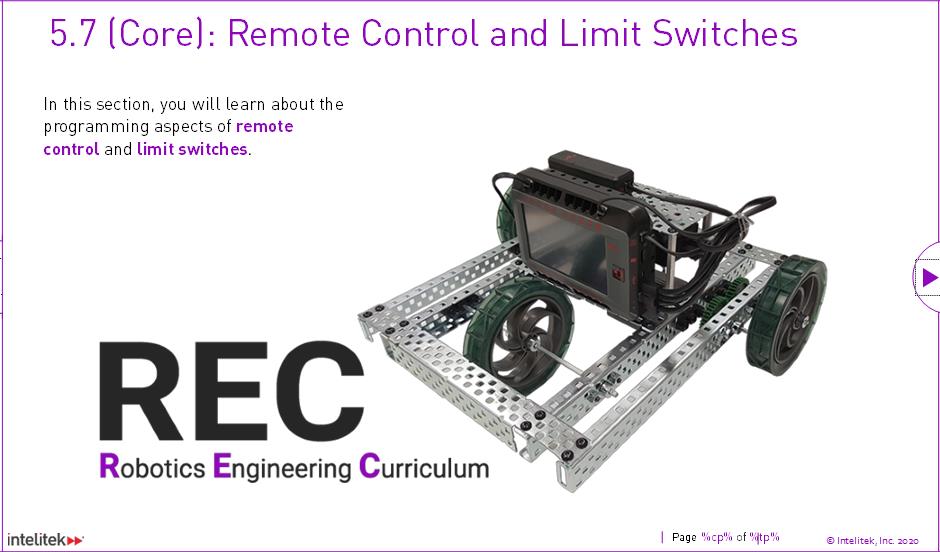 5.7 (Core): Remote Control and Limit Switches
In this section, you will learn about the
programming aspects of remote
control and limit switches.
REC
Robotics Engineering Curriculum
intelitek
| Page %cp% of %tp%
© Intelitek, Inc. 2020